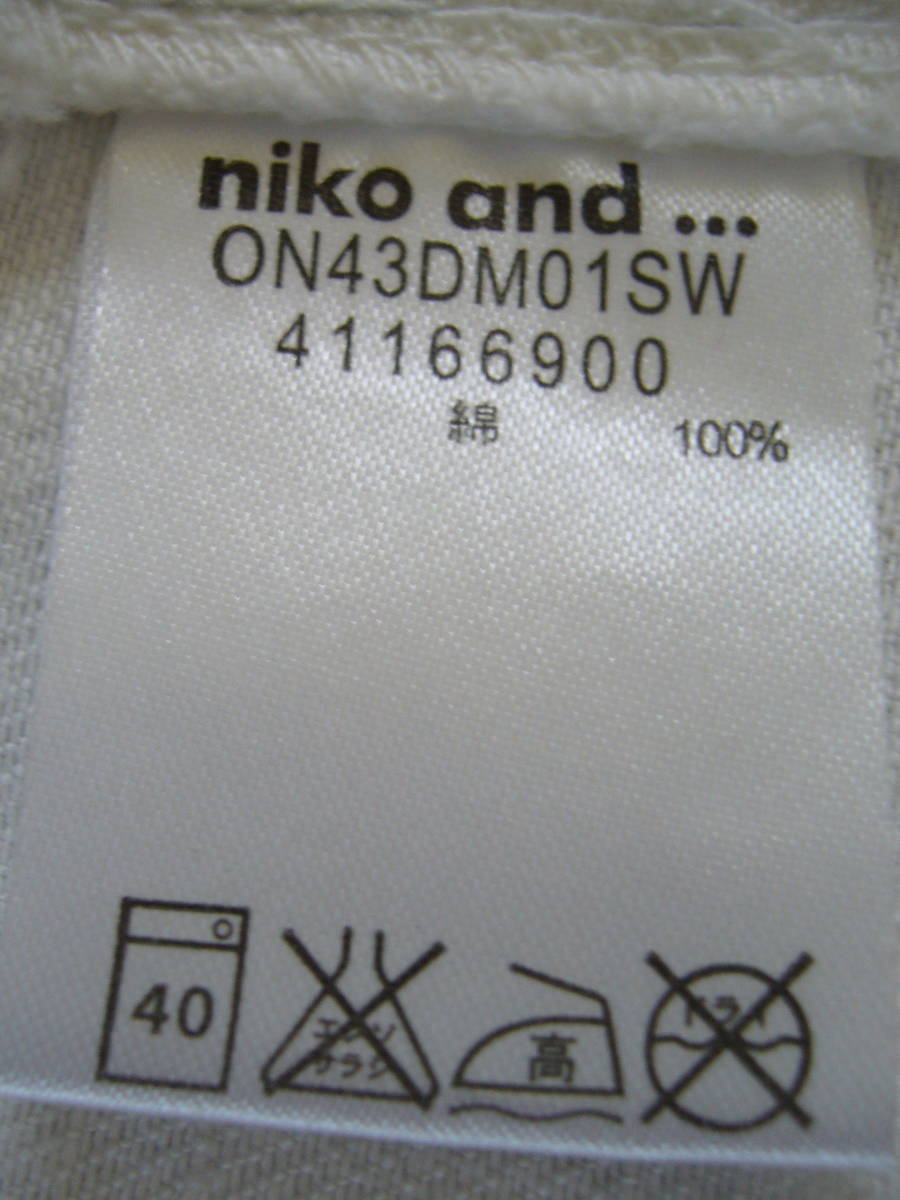 niko and ...
ON43DM01SW
41166900
綿 100%
40
エンソ
サラシ
高
ドライ